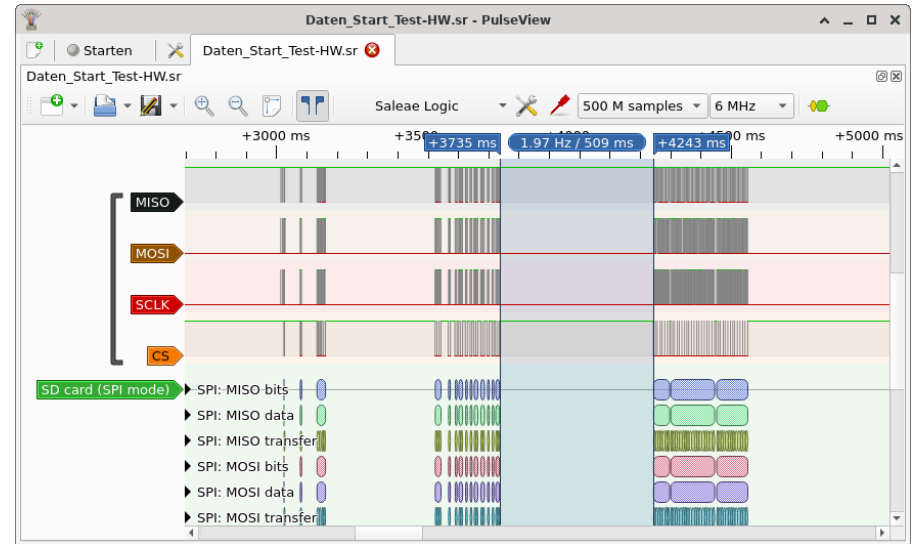 Daten_Start_Test-HW.sr - PulseView
Starten Daten_Start_Test-HW.sr
Daten_Start_Test-HW.sr
Saleae Logic 500 M samples 6 MHz
+3000 ms +5000 ms
+3735 ms 1.97 Hz / 509 ms +4243 ms
MISO
MOSI
SCLK
CS
SD card (SPI mode) SPI: MISO bits
SPI: MISO data
SPI: MISO transfer
SPI: MOSI bits
SPI: MOSI data
SPI: MOSI transfer